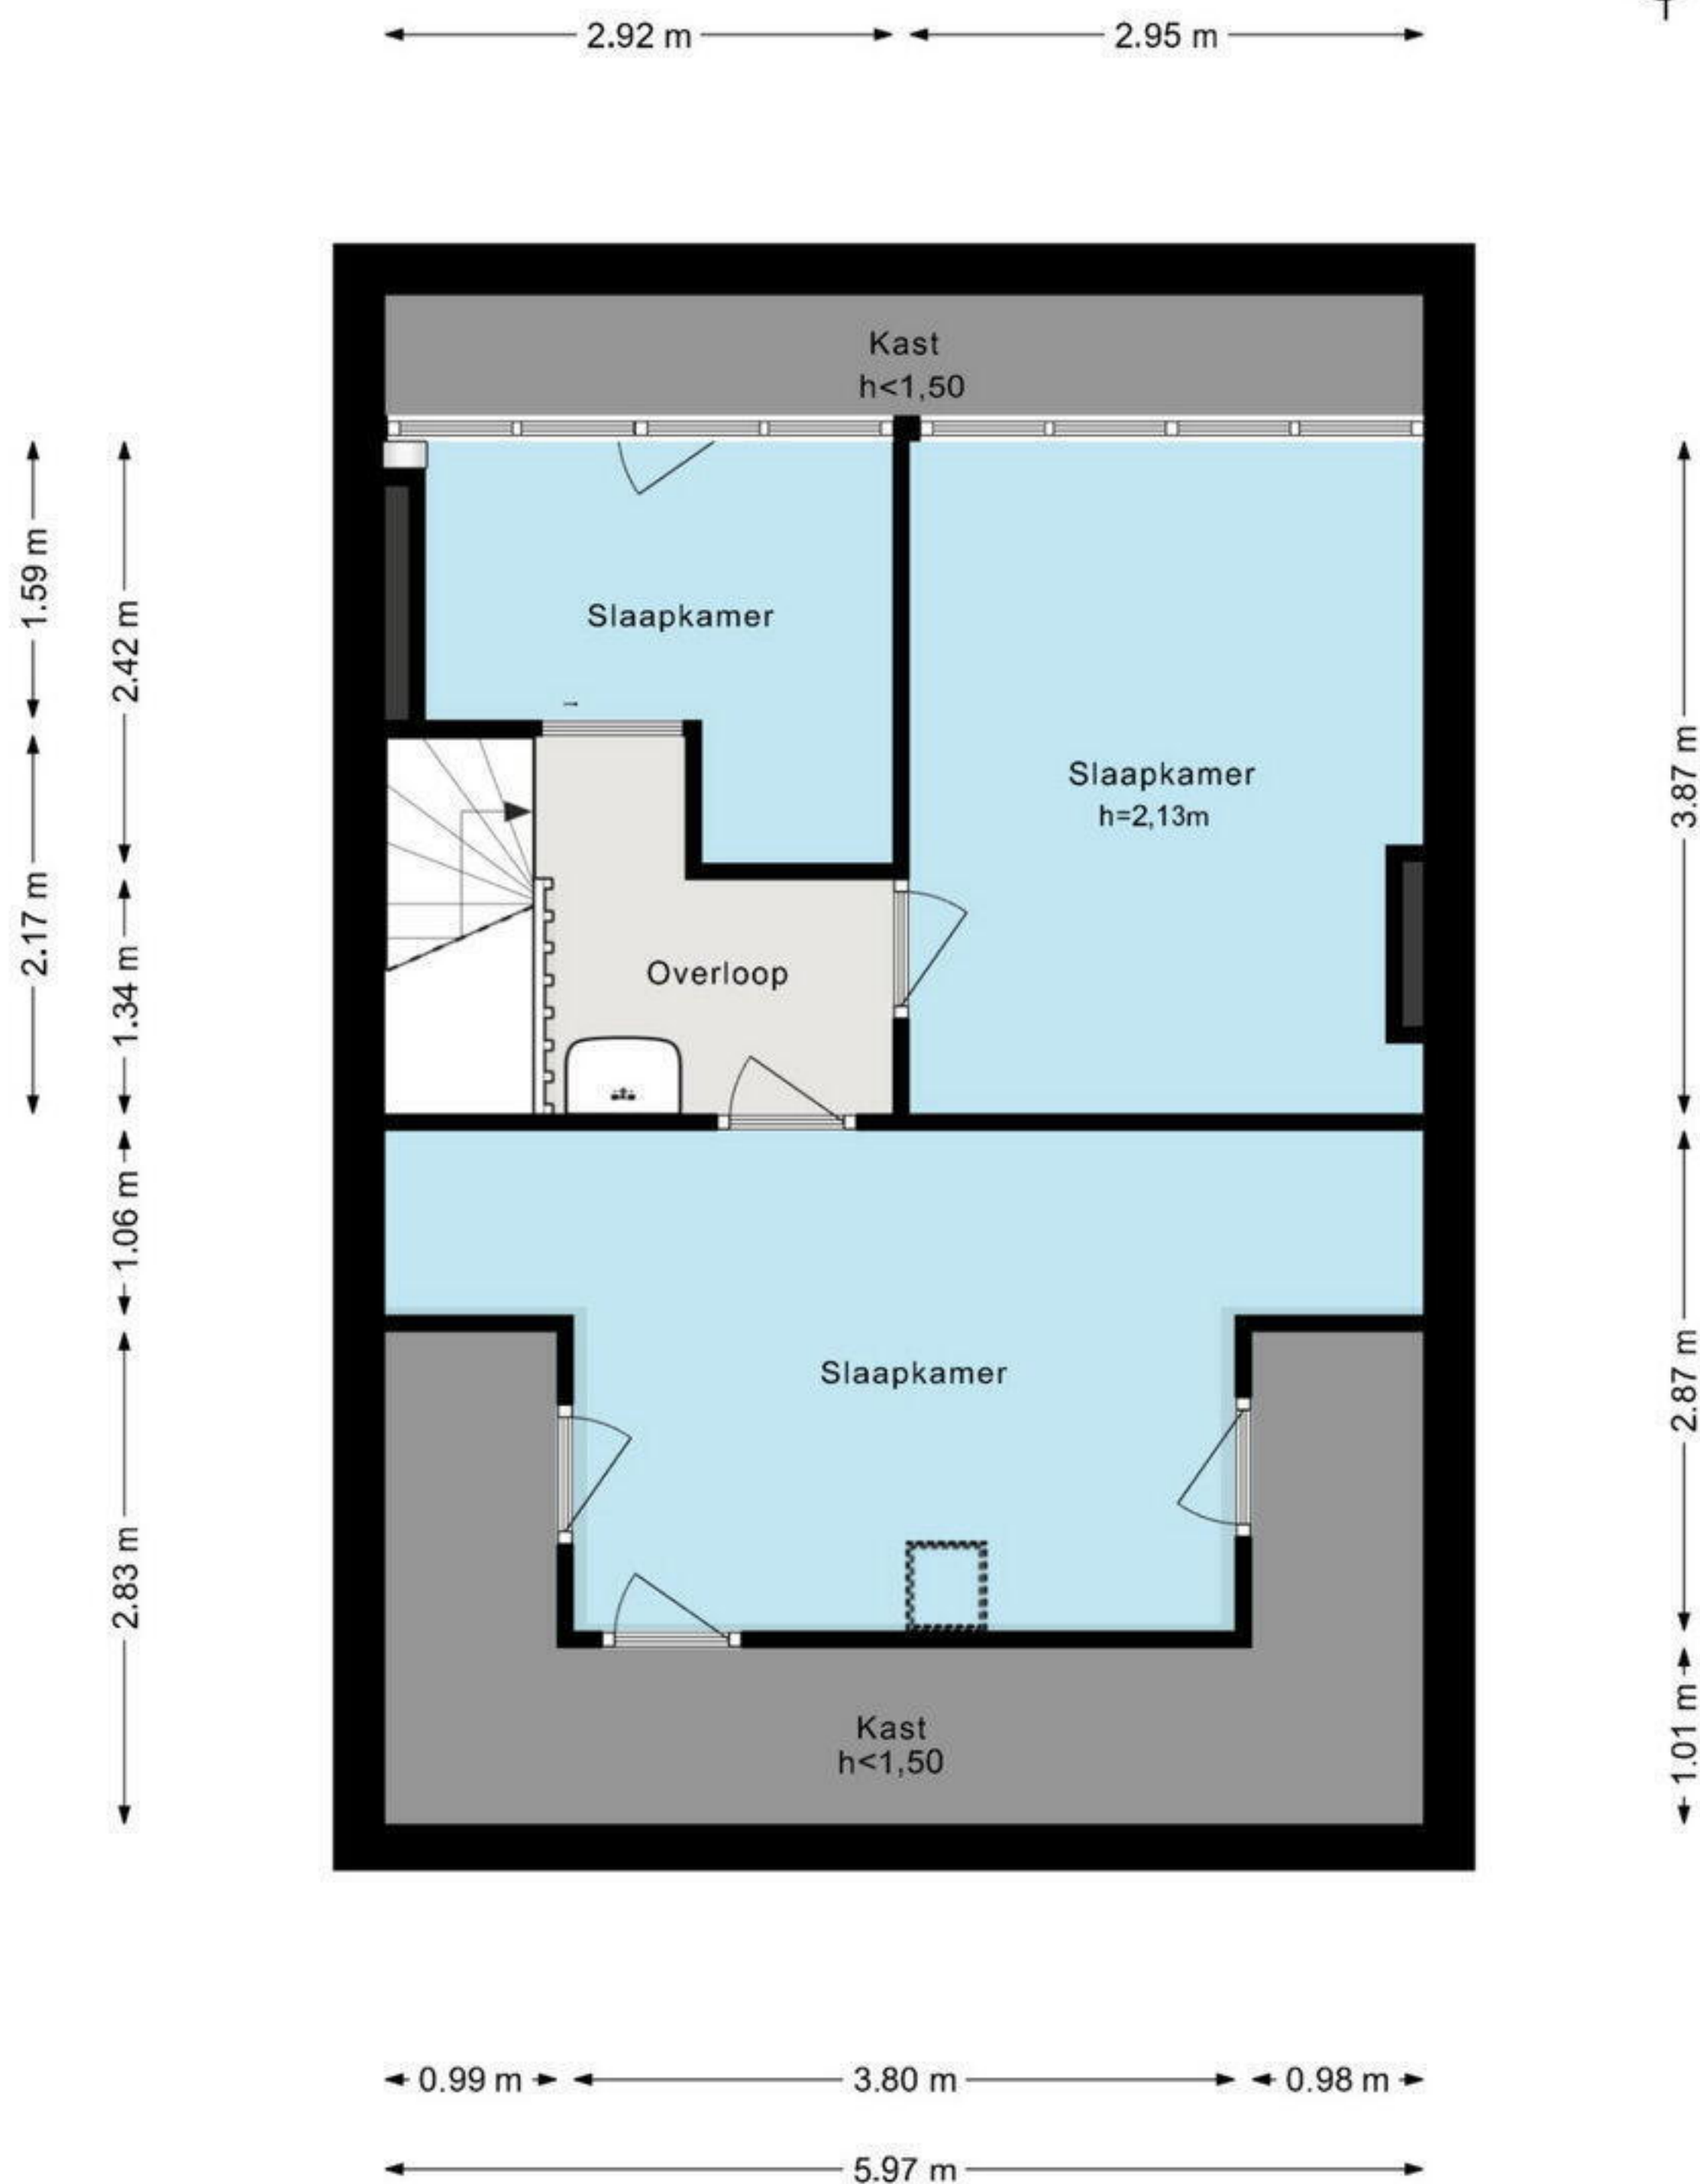 2.92 m
2.95 m
Kast
h<1,50
1.59 m
2.42 m
Slaapkamer
3.87 m
Slaapkamer
h=2,13m
2.17 m
1.34 m
Overloop
1.06 m
Slaapkamer
2.87 m
2.83 m
1.01 m
Kast
h<1,50
0.99 m
3.80 m
0.98 m
5.97 m